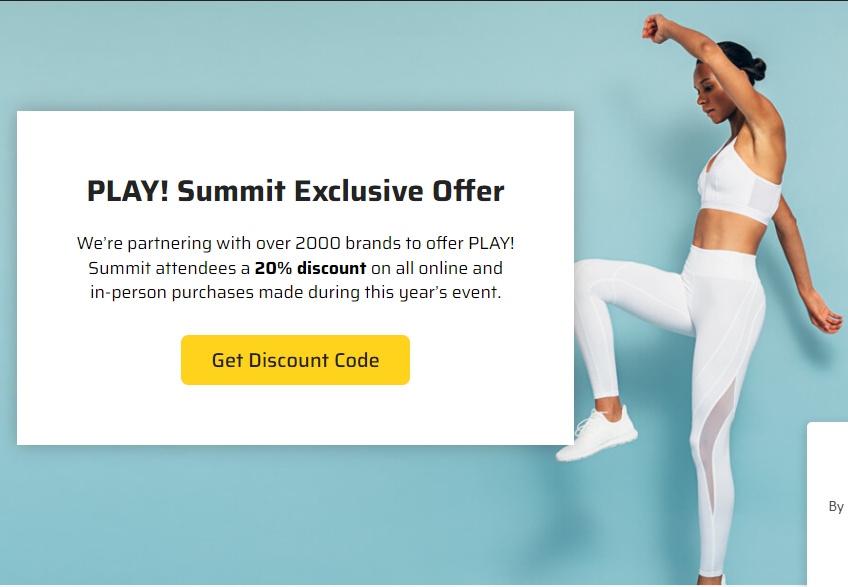 PLAY! Summit Exclusive Offer
We’re partnering with over 2000 brands to offer PLAY!
Summit attendees a 20% discount on all online and
in-person purchases made during this year’s event.
Get Discount Code
By